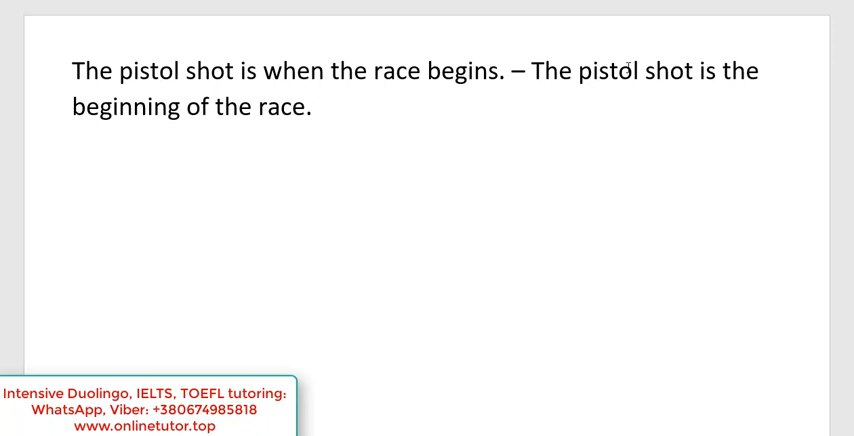 The pistol shot is when the race begins. – The pistol shot is the
beginning of the race.
Intensive Duolingo, IELTS, TOEFL tutoring:
WhatsApp, Viber: +380674985818
www.onlinetutor.top